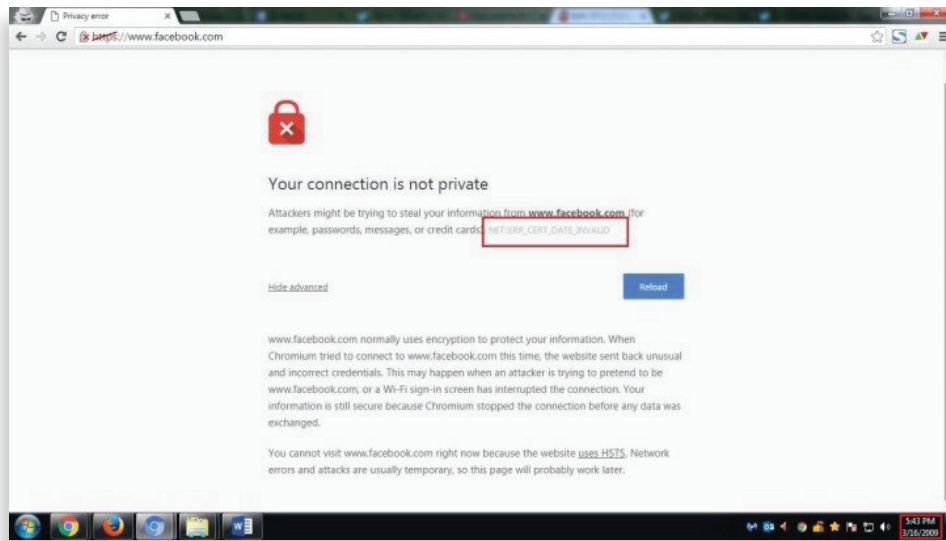 Privacy error
https://www.facebook.com
Your connection is not private
Attackers might be trying to steal your information from www.facebook.com (for
example, passwords, messages, or credit cards). NET::ERR_CERT_DATE_INVALID
Hide advanced
Reload
www.facebook.com normally uses encryption to protect your information. When
Chromium tried to connect to www.facebook.com this time, the website sent back unusual
and incorrect credentials. This may happen when an attacker is trying to pretend to be
www.facebook.com, or a Wi-Fi sign-in screen has interrupted the connection. Your
information is still secure because Chromium stopped the connection before any data was
exchanged.
You cannot visit www.facebook.com right now because the website uses HSTS. Network
errors and attacks are usually temporary, so this page will probably work later.
5:43 PM
3/16/2009